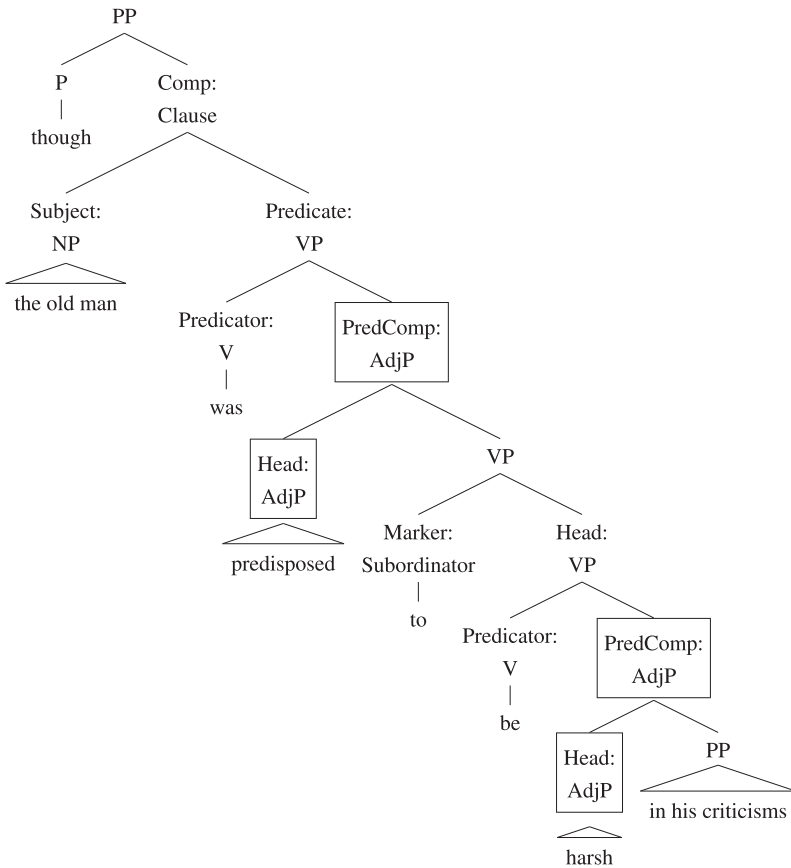 PP
P
Comp:
Clause
though
Subject:
NP
the old man
Predicate:
VP
Predicator:
V
was
PredComp:
AdjP
Head:
AdjP
predisposed
VP
Marker:
Subordinator
to
Head:
VP
Predicator:
V
be
PredComp:
AdjP
Head:
AdjP
harsh
PP
in his criticisms